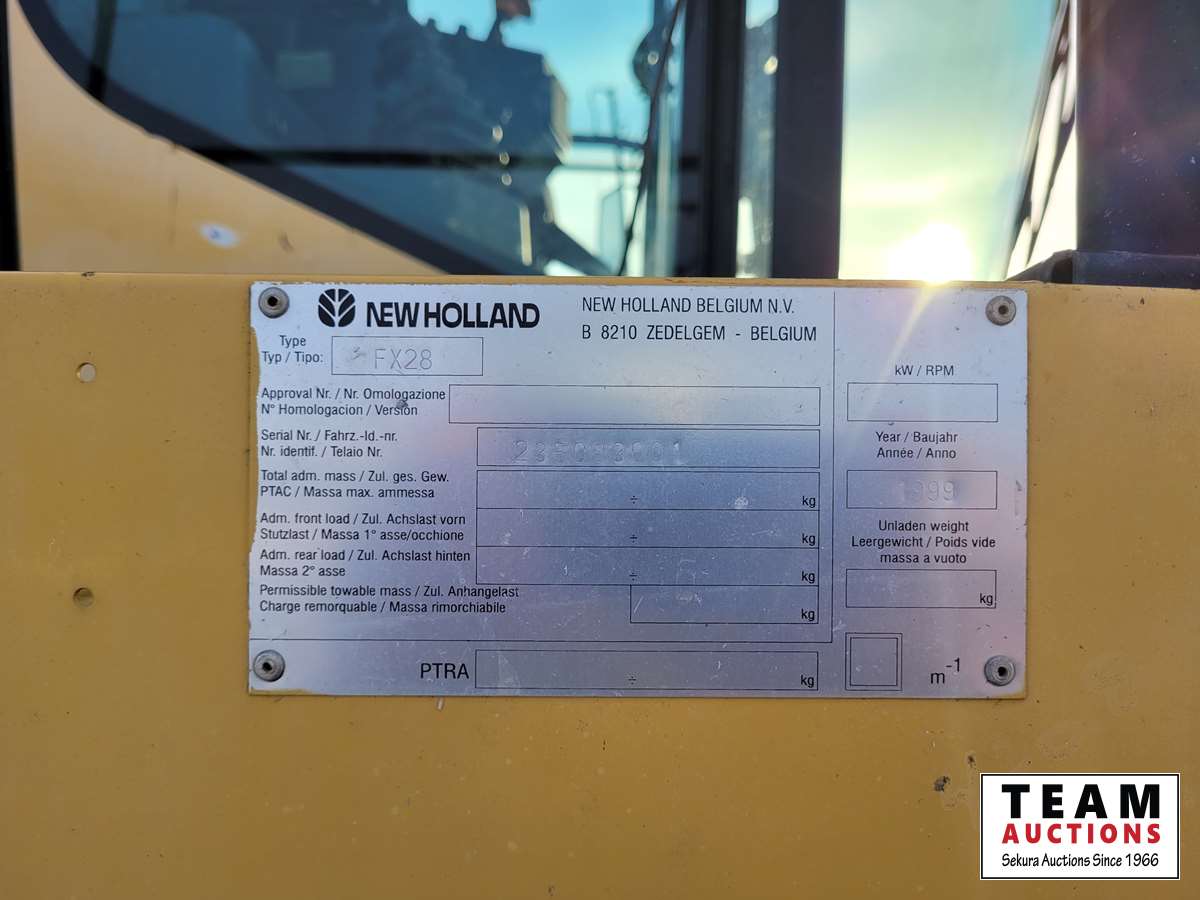 NEW HOLLAND
NEW HOLLAND BELGIUM N.V.
B 8210 ZEDELGEM - BELGIUM
Type
Typ / Tipo:
FX28
kW / RPM
Approval Nr. / Nr. Omologazione
N° Homologacion / Version
Serial Nr. / Fahrz.-Id.-nr.
Nr. identif. / Telaio Nr.
Year / Baujahr
Année / Anno
1999
Total adm. mass / Zul. ges. Gew.
PTAC / Massa max. ammessa
÷ kg
Adm. front load / Zul. Achslast vorn
Stutzlast / Massa 1° asse/occhione
÷ kg
Unladen weight
Leergewicht / Poids vide
massa a vuoto
kg
Adm. rear load / Zul. Achslast hinten
Massa 2° asse
÷ kg
Permissible towable mass / Zul. Anhangelast
Charge remorquable / Massa rimorchiabile
kg
PTRA
÷ kg
m-1
TEAM
AUCTIONS
Sekura Auctions Since 1966